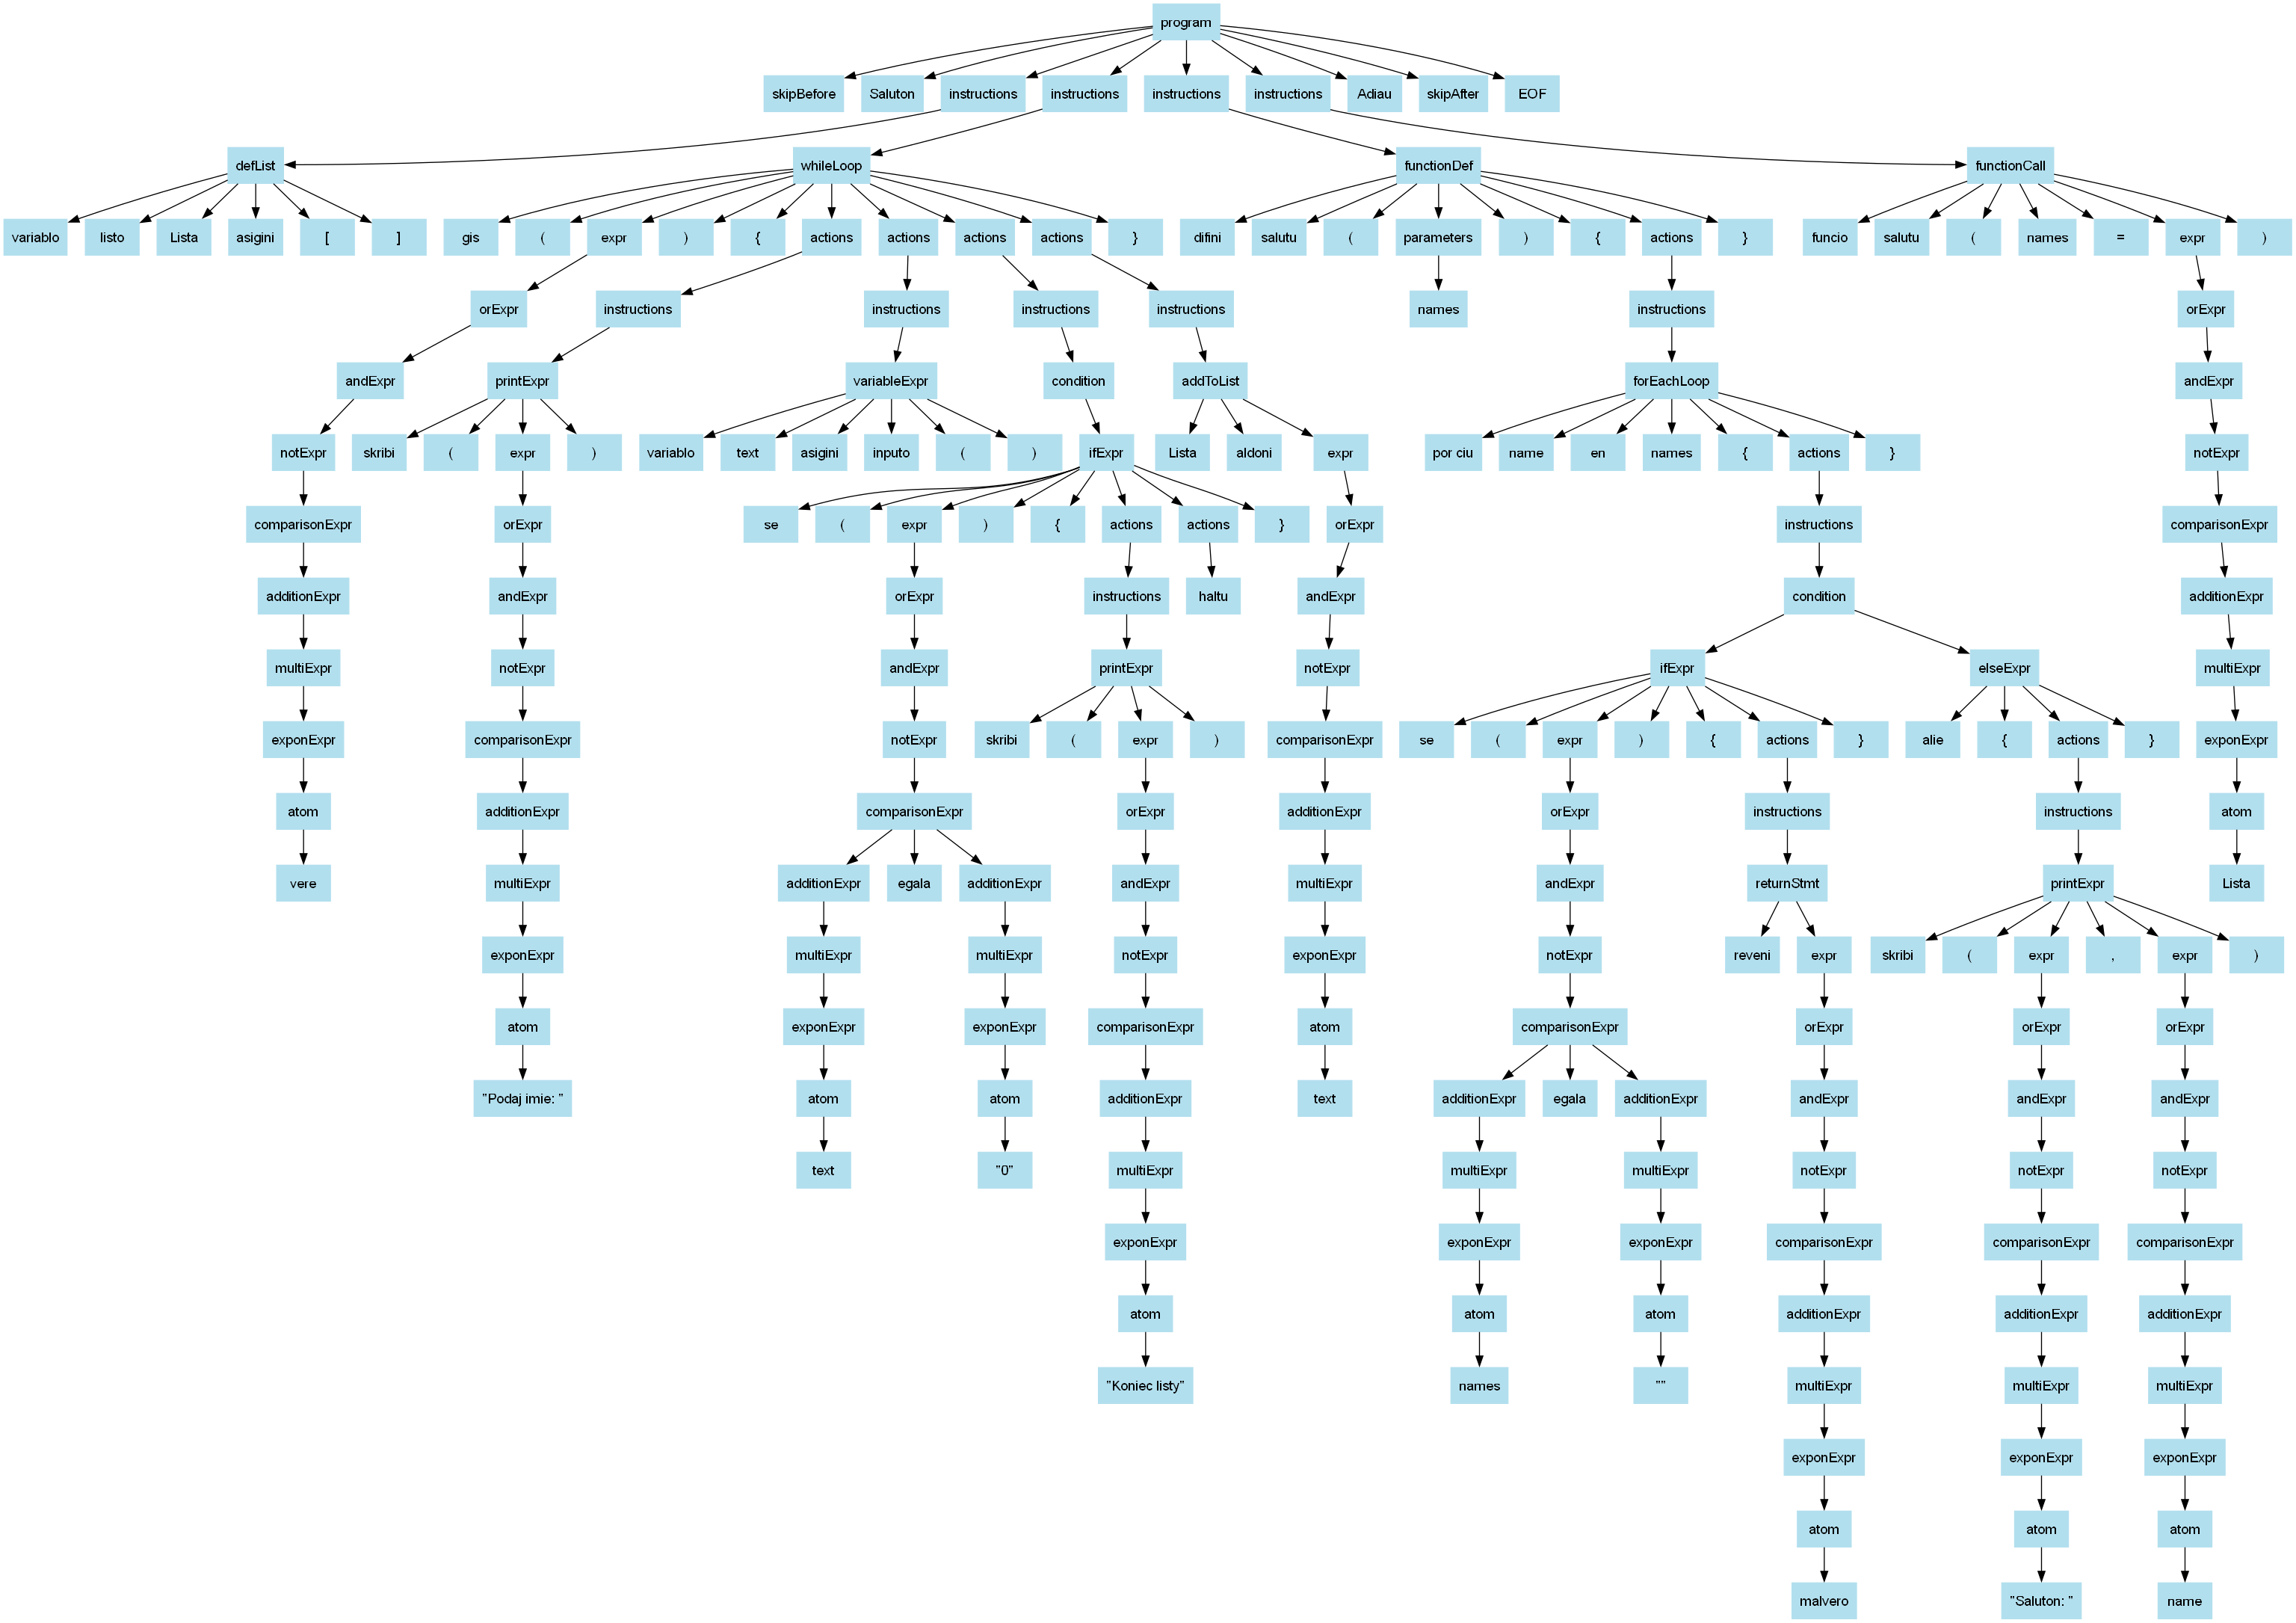 program
skipBefore Saluton instructions instructions instructions instructions Adiau skipAfter EOF
defList whileLoop functionDef functionCall
variablo listo Lista asigini [ ] gis ( expr ) { actions actions actions actions } difini salutu ( parameters ) { actions } funcio salutu ( names = expr )
orExpr instructions instructions instructions instructions names instructions orExpr
andExpr printExpr variableExpr condition addToList forEachLoop andExpr
notExpr skribi ( expr ) variablo text asigini inputo ( ) ifExpr Lista aldoni expr por ciu name en names { actions } notExpr
comparisonExpr orExpr se ( expr ) { actions actions } orExpr instructions comparisonExpr
additionExpr andExpr orExpr instructions haltu andExpr condition additionExpr
multiExpr notExpr andExpr printExpr notExpr ifExpr elseExpr multiExpr
exponExpr comparisonExpr notExpr skribi ( expr ) comparisonExpr se ( expr ) { actions } alie { actions } exponExpr
atom additionExpr comparisonExpr orExpr additionExpr orExpr instructions instructions atom
vere multiExpr additionExpr egala additionExpr andExpr multiExpr andExpr returnStmt printExpr Lista
exponExpr multiExpr multiExpr notExpr exponExpr notExpr reveni expr skribi ( expr , expr )
atom exponExpr exponExpr comparisonExpr atom comparisonExpr orExpr orExpr orExpr
"Podaj imie: " atom atom additionExpr text additionExpr egala additionExpr andExpr andExpr andExpr
text "0" multiExpr multiExpr multiExpr notExpr notExpr notExpr
exponExpr exponExpr exponExpr comparisonExpr comparisonExpr comparisonExpr
atom atom atom additionExpr additionExpr additionExpr
"Koniec listy" names "" multiExpr multiExpr multiExpr
exponExpr exponExpr exponExpr
atom atom atom
malvero "Saluton: " name